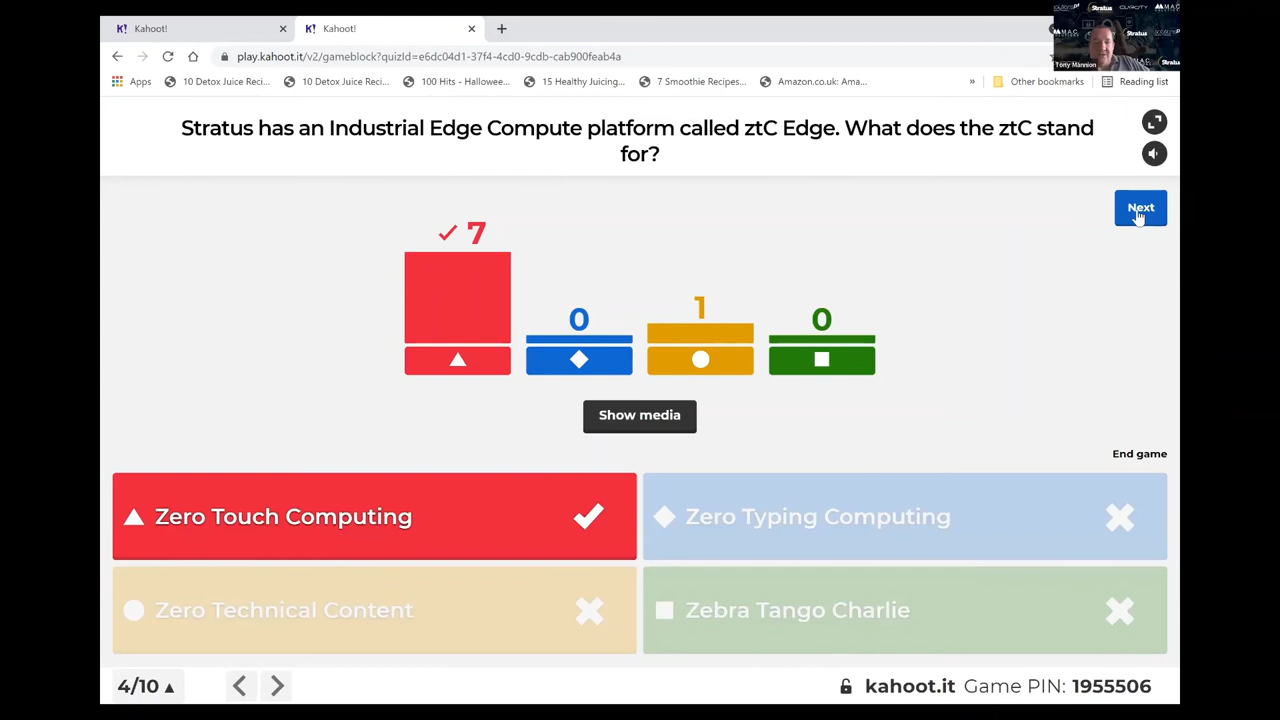 Kahoot!
Kahoot!
play.kahoot.it/v2/gameblock?quizId=e6dc04d1-37f4-4cd0-9cdb-cab900feab4a
Apps
10 Detox Juice Reci...
10 Detox Juice Reci...
100 Hits - Hallowee...
15 Healthy Juicing...
7 Smoothie Recipes...
Amazon.co.uk: Ama...
»
Other bookmarks
Reading list
Stratus
Stratus
Tony Mannion
Stratus has an Industrial Edge Compute platform called ztC Edge. What does the ztC stand
for?
Next
7
0
1
0
Show media
End game
Zero Touch Computing
Zero Typing Computing
Zero Technical Content
Zebra Tango Charlie
4/10
kahoot.it Game PIN: 1955506